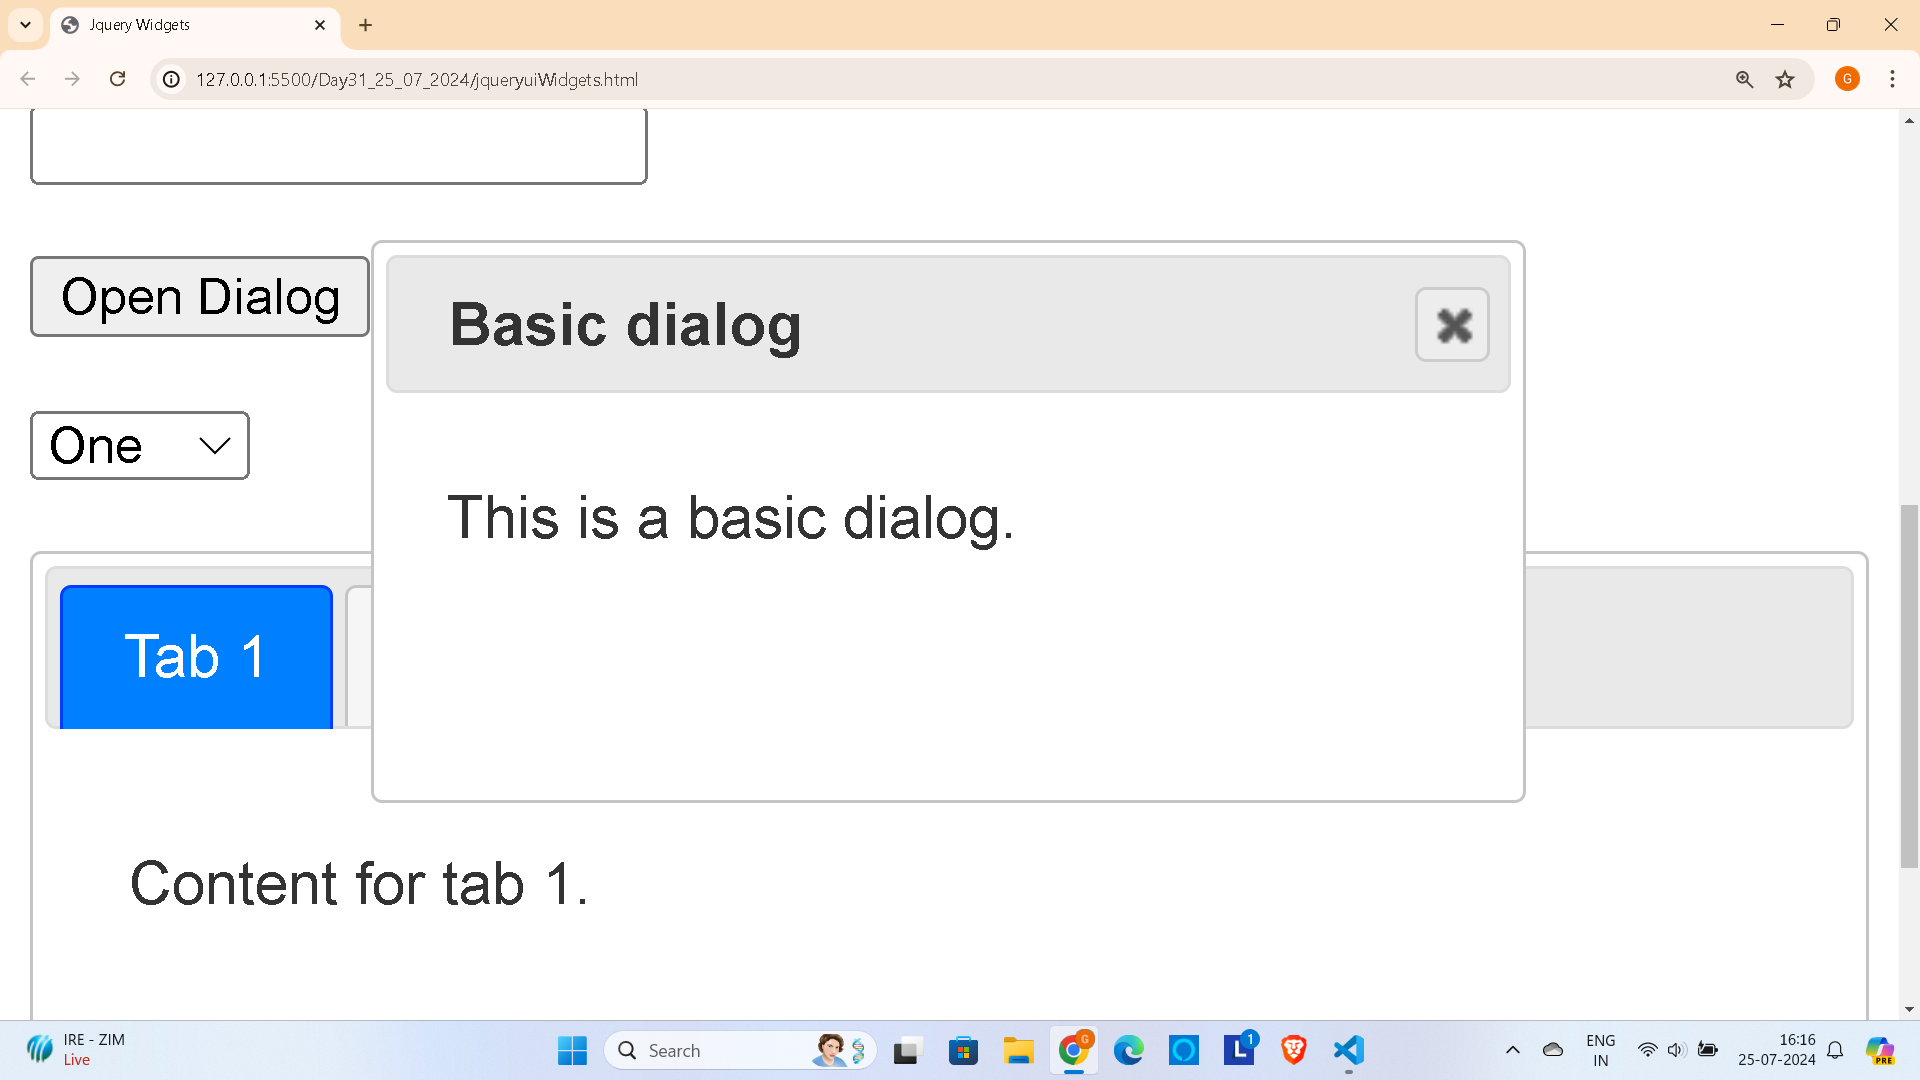 Jquery Widgets
127.0.0.1:5500/Day31_25_07_2024/jqueryuiWidgets.html
G
Open Dialog
Basic dialog
One
This is a basic dialog.
Tab 1
Content for tab 1.
IRE - ZIM
Live
Search
G
L
1
ENG
IN
16:16
25-07-2024
PRE